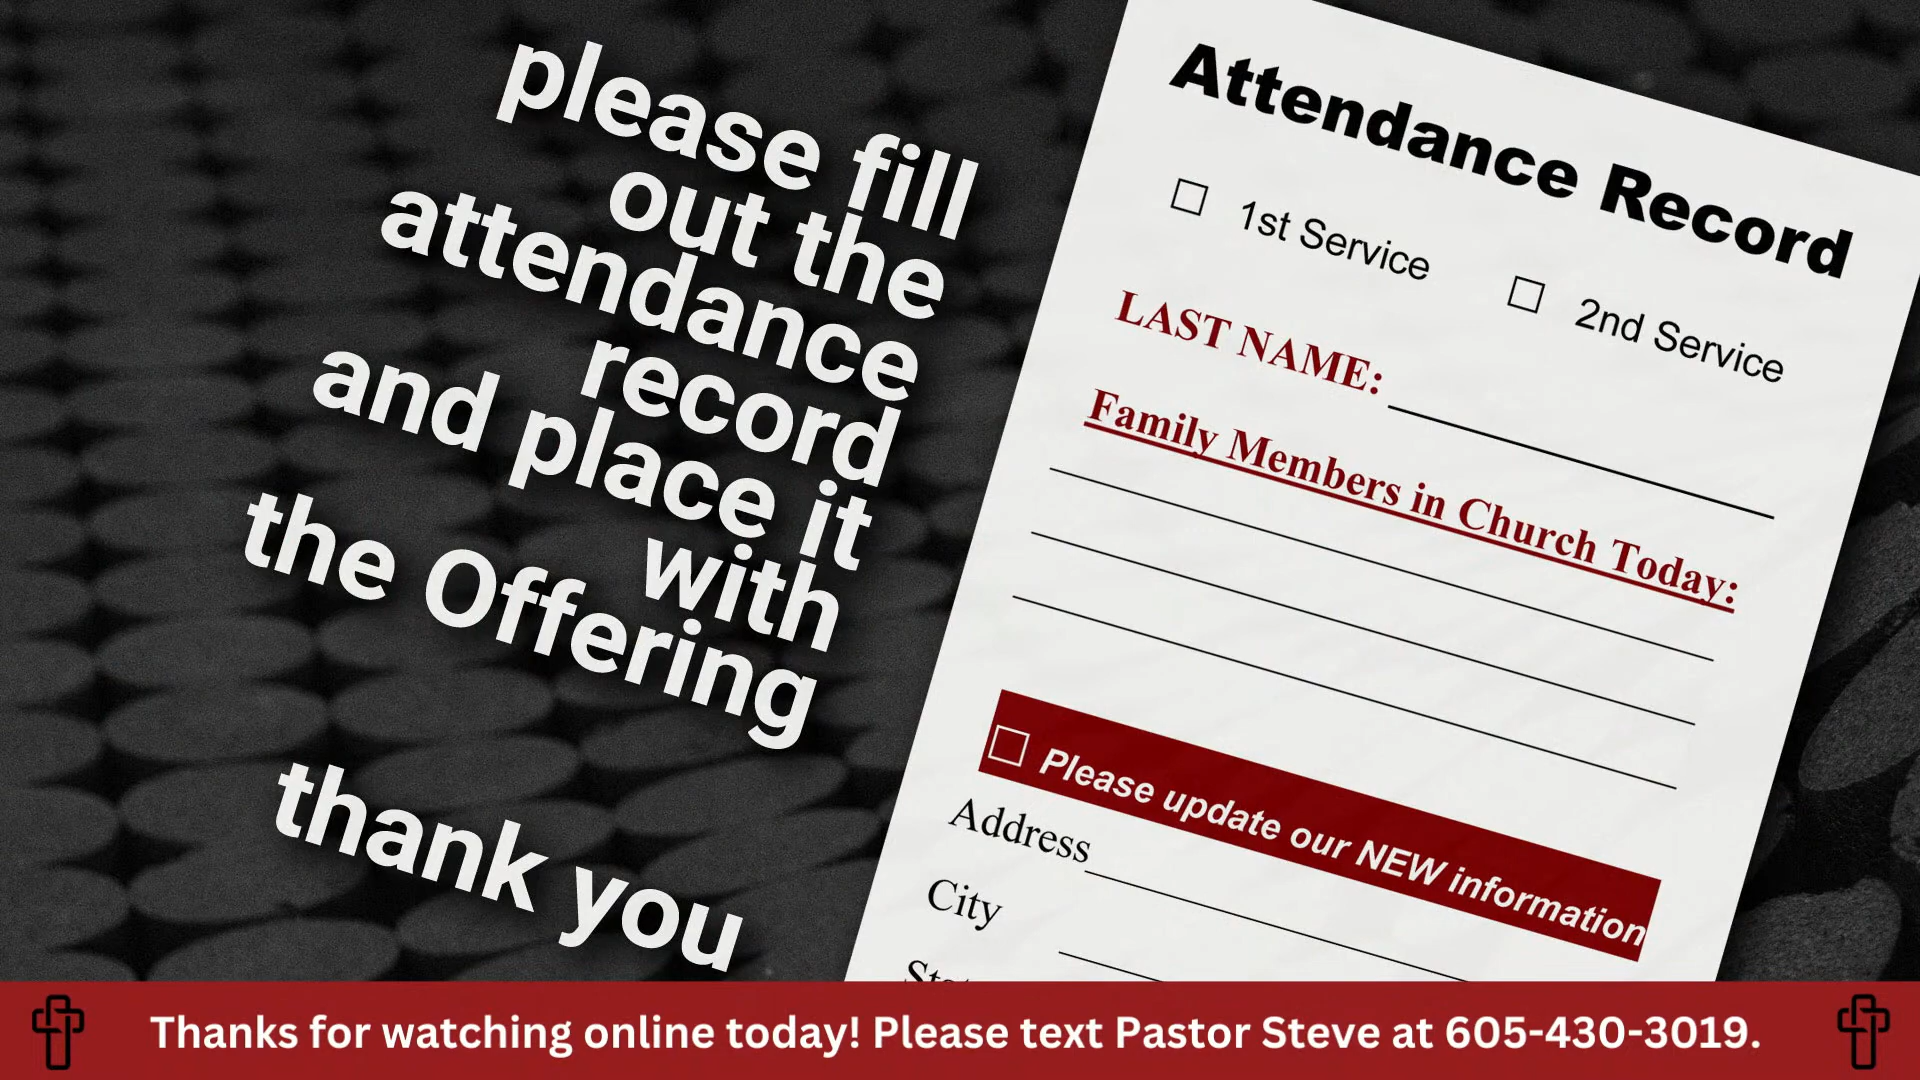 please fill
out the
attendance
record
and place it
with
the Offering
thank you
Attendance Record
☐ 1st Service ☐ 2nd Service
LAST NAME:
Family Members in Church Today:
☐ Please update our NEW information
Address
City
Thanks for watching online today! Please text Pastor Steve at 605-430-3019.